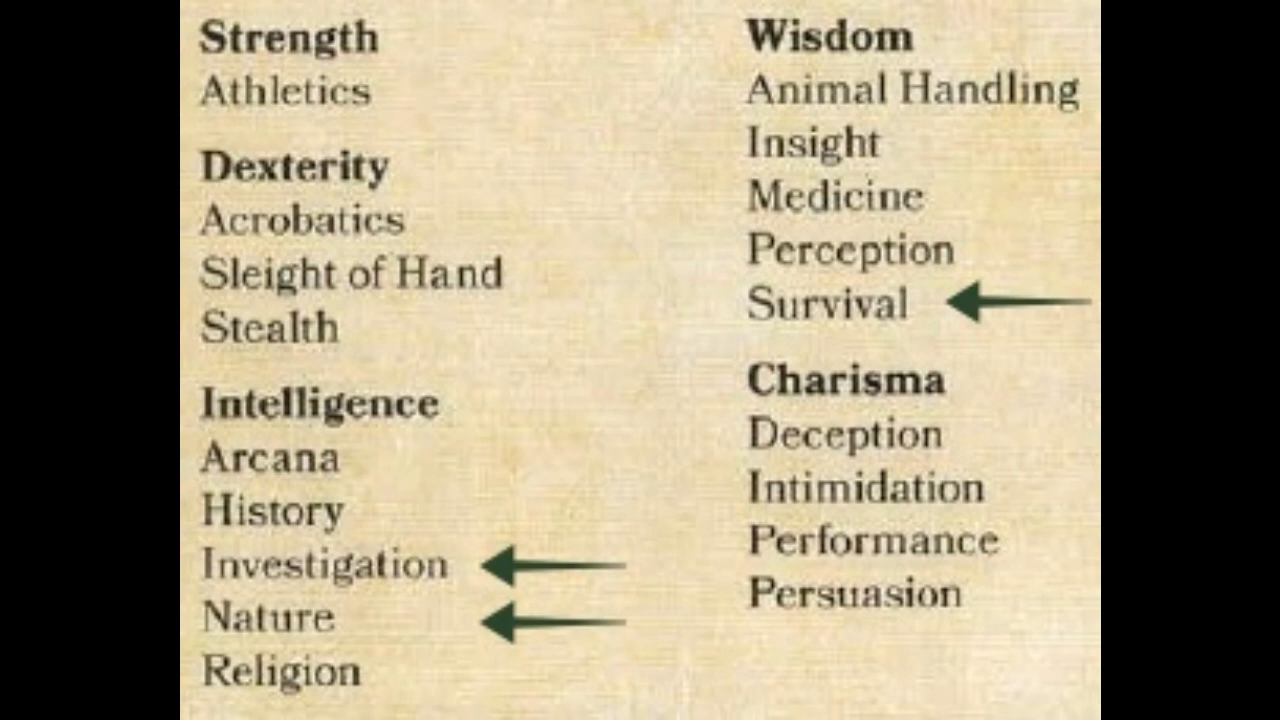 Strength
Athletics
Dexterity
Acrobatics
Sleight of Hand
Stealth
Intelligence
Arcana
History
Investigation
Nature
Religion
Wisdom
Animal Handling
Insight
Medicine
Perception
Survival
Charisma
Deception
Intimidation
Performance
Persuasion